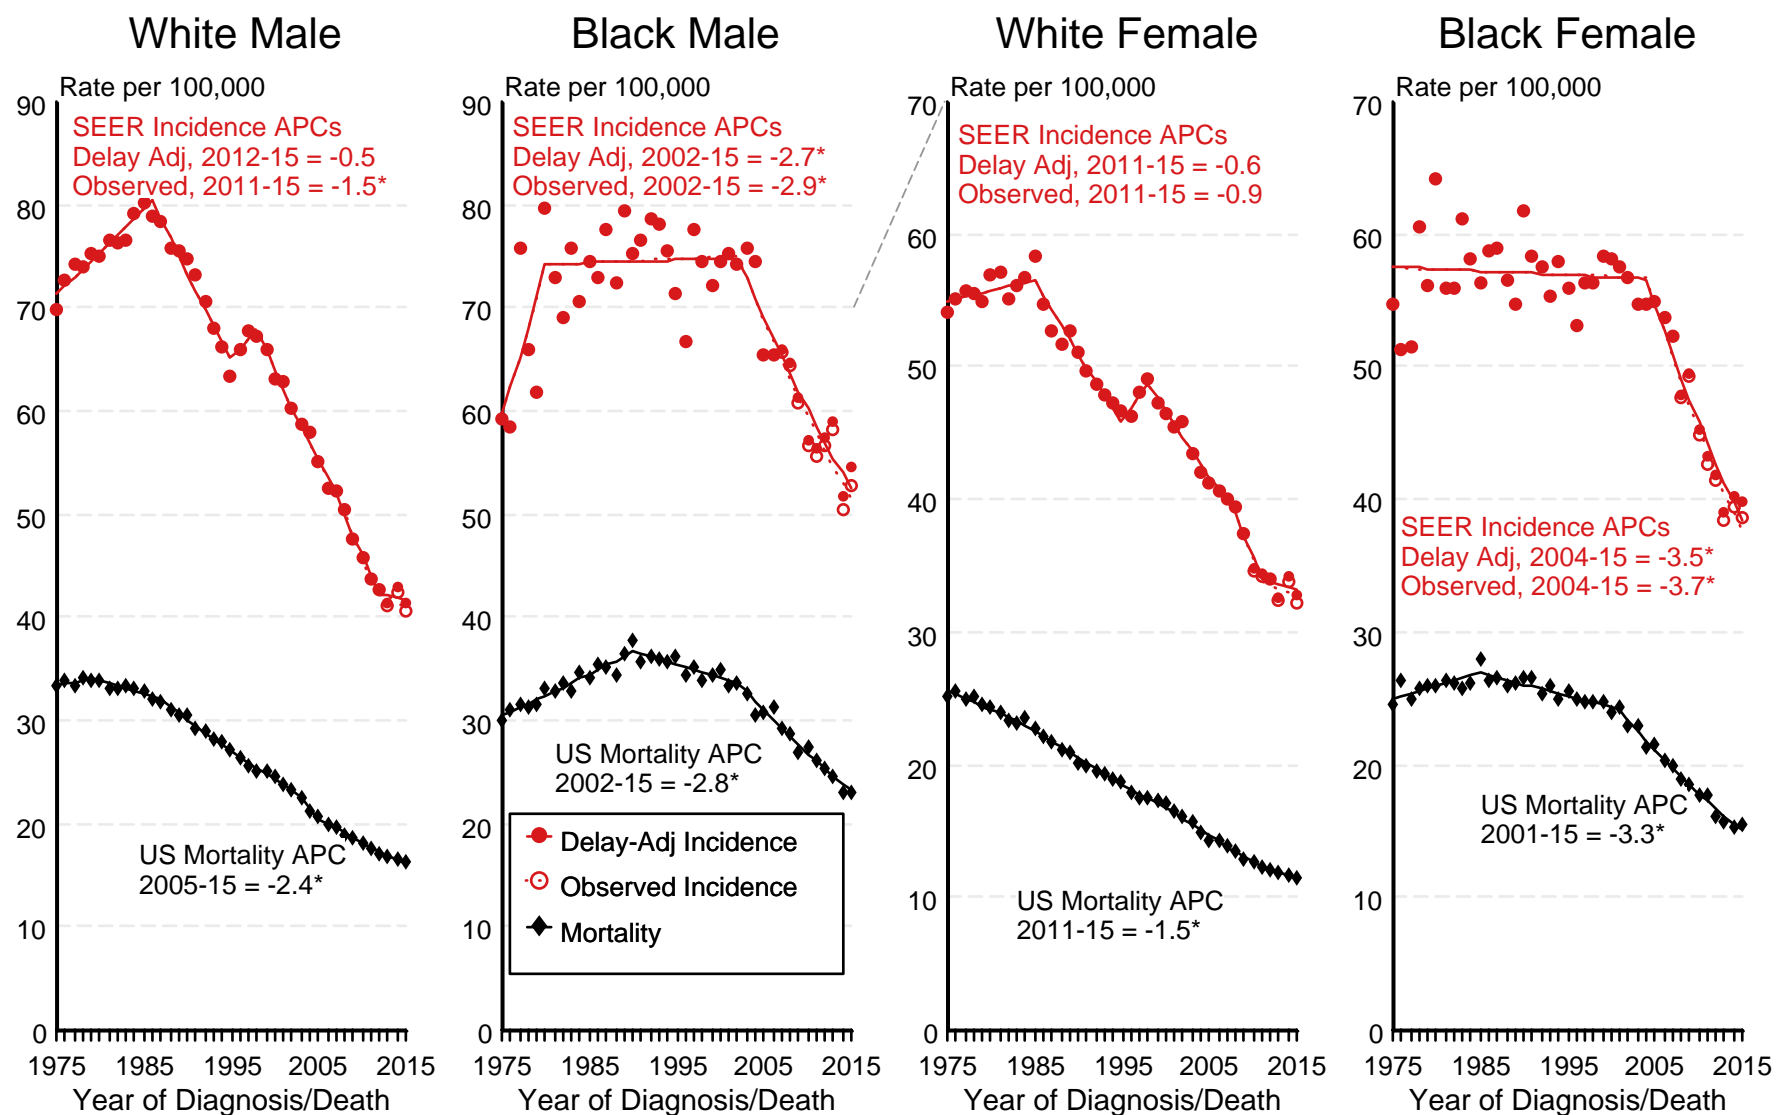 White Male
Rate per 100,000
90
80
70
60
50
40
30
20
10
0
SEER Incidence APCs
Delay Adj, 2012-15 = -0.5
Observed, 2011-15 = -1.5*
US Mortality APC
2005-15 = -2.4*
1975 1985 1995 2005 2015
Year of Diagnosis/Death
Black Male
Rate per 100,000
90
80
70
60
50
40
30
20
10
0
SEER Incidence APCs
Delay Adj, 2002-15 = -2.7*
Observed, 2002-15 = -2.9*
US Mortality APC
2002-15 = -2.8*
Delay-Adj Incidence
Observed Incidence
Mortality
1975 1985 1995 2005 2015
Year of Diagnosis/Death
White Female
Rate per 100,000
70
60
50
40
30
20
10
0
SEER Incidence APCs
Delay Adj, 2011-15 = -0.6
Observed, 2011-15 = -0.9
US Mortality APC
2011-15 = -1.5*
1975 1985 1995 2005 2015
Year of Diagnosis/Death
Black Female
Rate per 100,000
70
60
50
40
30
20
10
0
SEER Incidence APCs
Delay Adj, 2004-15 = -3.5*
Observed, 2004-15 = -3.7*
US Mortality APC
2001-15 = -3.3*
1975 1985 1995 2005 2015
Year of Diagnosis/Death